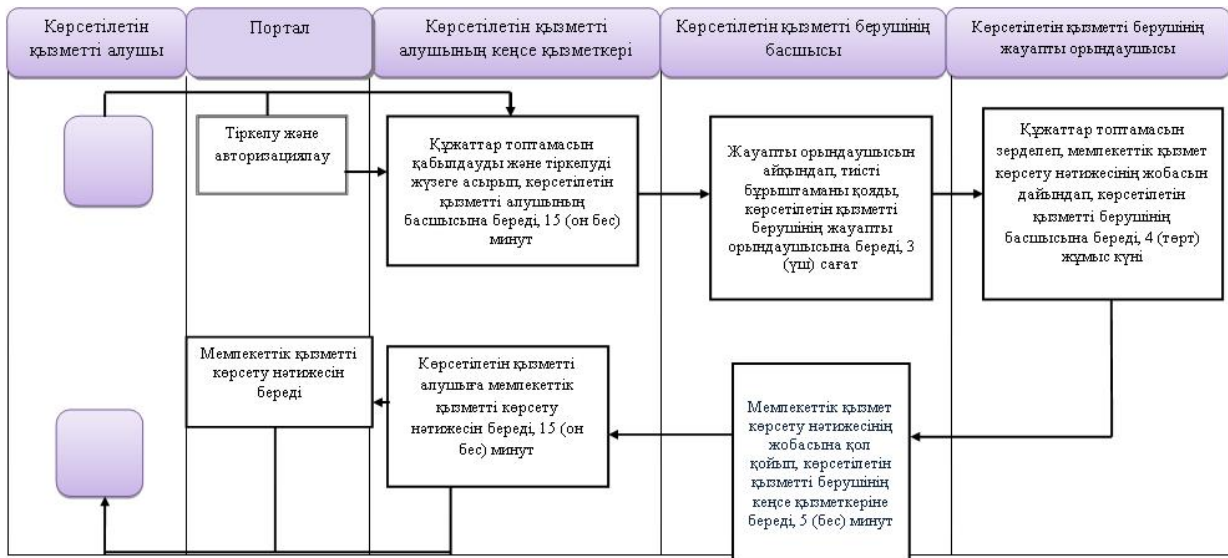 Көрсетілетін
қызметті алушы
Портал
Көрсетілетін қызметті
алушының кеңсе қызметкері
Көрсетілетін қызметті берушінің
басшысы
Көрсетілетін қызметті берушінің
жауапты орындаушысы
Тіркелу және
авторизациялау
Құжаттар топтамасын
қабылдауды және тіркелуді
жүзеге асырып, көрсетілетін
қызметті алушының
басшысына береді, 15 (он бес)
минут
Жауапты орындаушысын
айқындап, тиісті
бұрыштаманы қояды,
көрсетілетін қызметті
берушінің жауапты
орындаушысына береді, 3
(үш) сағат
Құжаттар топтамасын
зерделеп, мемлекеттік қызмет
көрсету нәтижесінің жобасын
дайындап, көрсетілетін
қызметті берушінің
басшысына береді, 4 (төрт)
жұмыс күні
Мемлекеттік қызметті
көрсету нәтижесін
береді
Көрсетілетін қызметті
алушыға мемлекеттік
қызметті көрсету
нәтижесін береді, 15 (он
бес) минут
Мемлекеттік қызмет
көрсету нәтижесінің
жобасына қол
қойып, көрсетілетін
қызметті берушінің
кеңсе қызметкеріне
береді, 5 (бес) минут